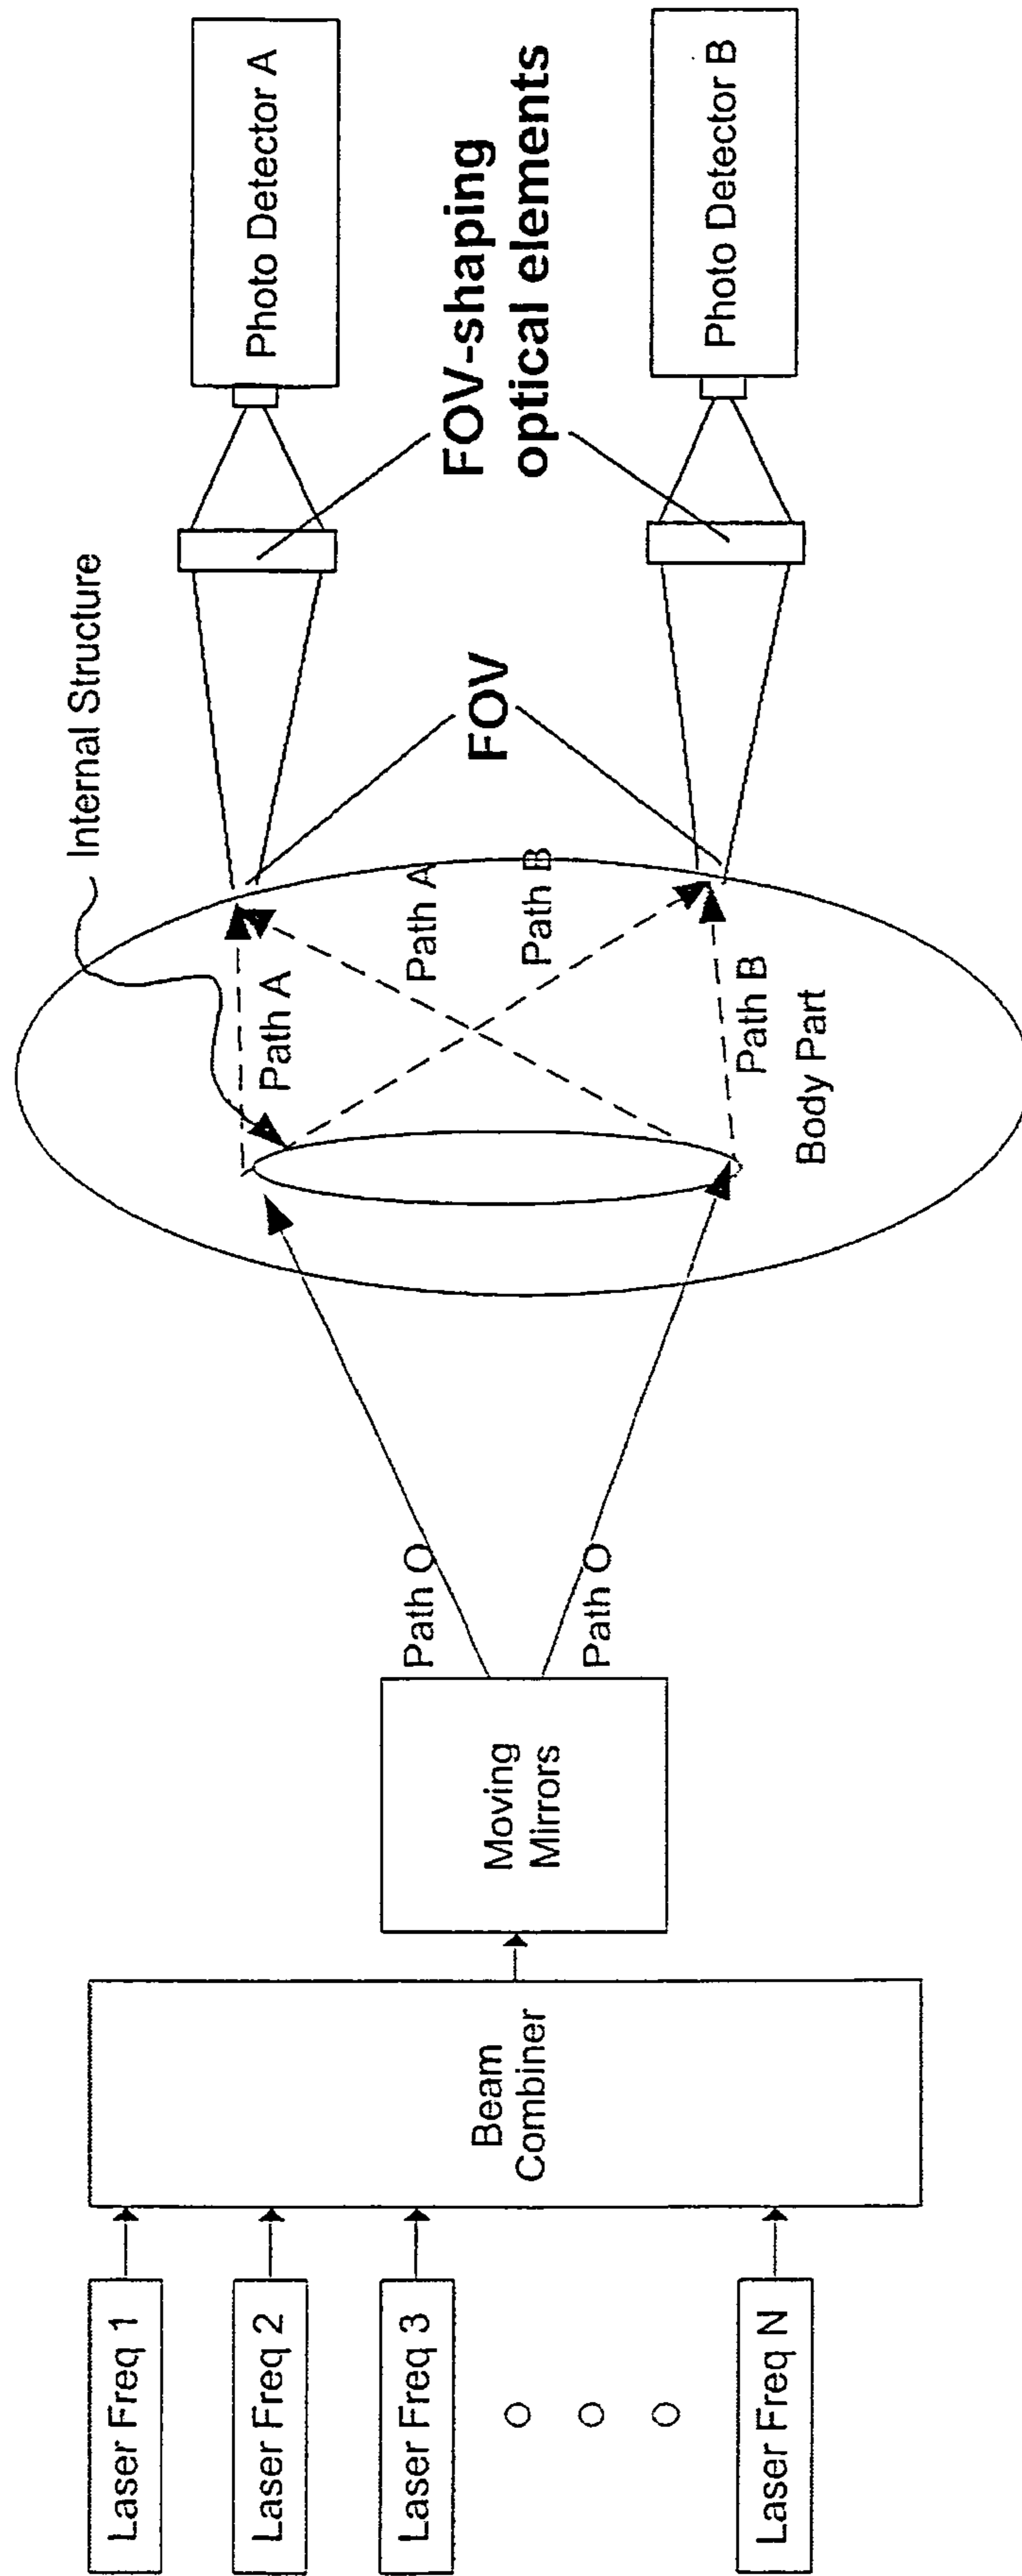 Laser Freq 1
Laser Freq 2
Laser Freq 3
Laser Freq N
Beam
Combiner
Moving
Mirrors
Path O
Path O
Internal Structure
Path A
Path A
Path B
Path B
Body Part
FOV
FOV-shaping
optical elements
Photo Detector A
Photo Detector B